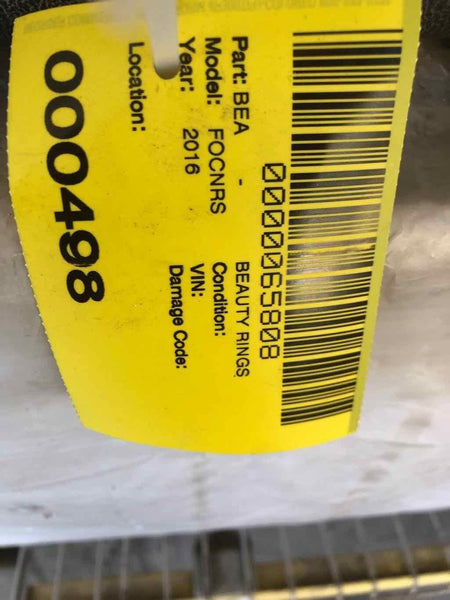 0000065808
Part: BEA - BEAUTY RINGS
Model: FOCNRS Condition:
Year: 2016 VIN:
Damage Code:
Location:
000498